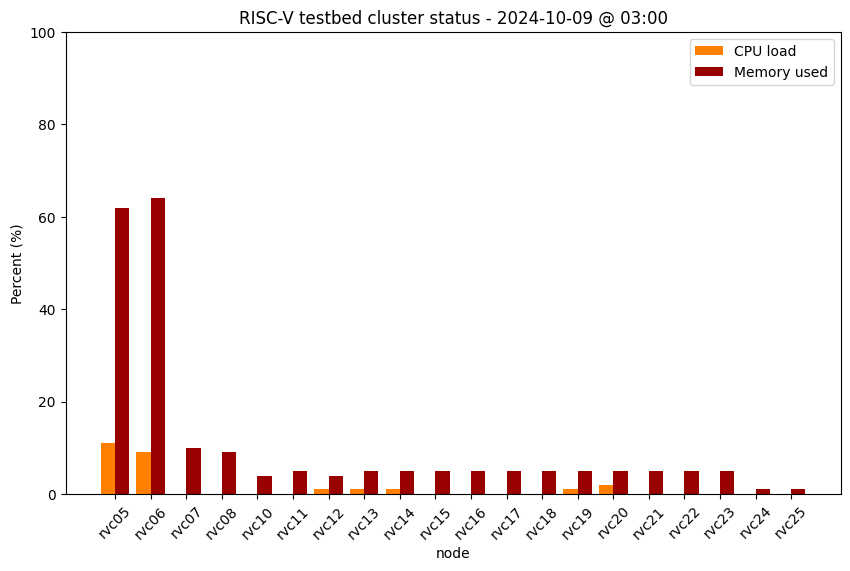 RISC-V testbed cluster status - 2024-10-09 @ 03:00
CPU load
Memory used
Percent (%)
100
80
60
40
20
0
rvc05
rvc06
rvc07
rvc08
rvc10
rvc11
rvc12
rvc13
rvc14
rvc15
rvc16
rvc17
rvc18
rvc19
rvc20
rvc21
rvc22
rvc23
rvc24
rvc25
node